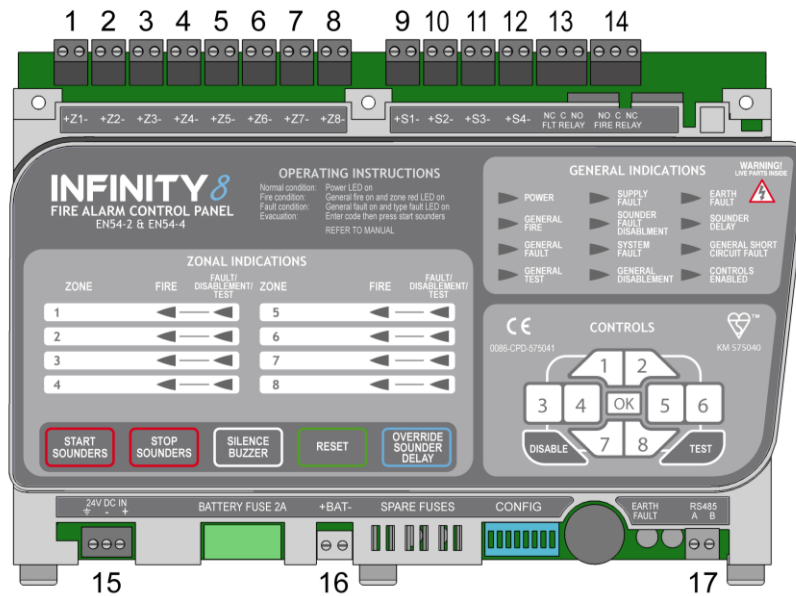 1 2 3 4 5 6 7 8 9 10 11 12 13 14
+Z1- +Z2- +Z3- +Z4- +Z5- +Z6- +Z7- +Z8- +S1- +S2- +S3- +S4- NC C NO NO C NC
FLT RELAY FIRE RELAY
INFINITY 8
FIRE ALARM CONTROL PANEL
EN54-2 & EN54-4
OPERATING INSTRUCTIONS
Normal condition: Power LED on
Fire condition: General fire on and zone red LED on
Fault condition: General fault on and type fault LED on
Evacuation: Enter code then press start sounders
REFER TO MANUAL
GENERAL INDICATIONS
WARNING!
LIVE PARTS INSIDE
POWER
GENERAL
FIRE
GENERAL
FAULT
GENERAL
TEST
SUPPLY
FAULT
SOUNDER
FAULT
DISABLMENT
SYSTEM
FAULT
GENERAL
DISABLEMENT
EARTH
FAULT
SOUNDER
DELAY
GENERAL SHORT
CIRCUIT FAULT
CONTROLS
ENABLED
ZONAL INDICATIONS
ZONE FIRE FAULT/
DISABLEMENT/
TEST
1
2
3
4
ZONE FIRE FAULT/
DISABLEMENT/
TEST
5
6
7
8
START
SOUNDERS
STOP
SOUNDERS
SILENCE
BUZZER
RESET
OVERRIDE
SOUNDER
DELAY
CE
0086-CPD-575041
CONTROLS
TM
KM 575040
1 2
3 4 OK 5 6
DISABLE 7 8 TEST
24V DC IN
- +
BATTERY FUSE 2A
+BAT-
SPARE FUSES
CONFIG
EARTH
FAULT
RS485
A B
15 16 17